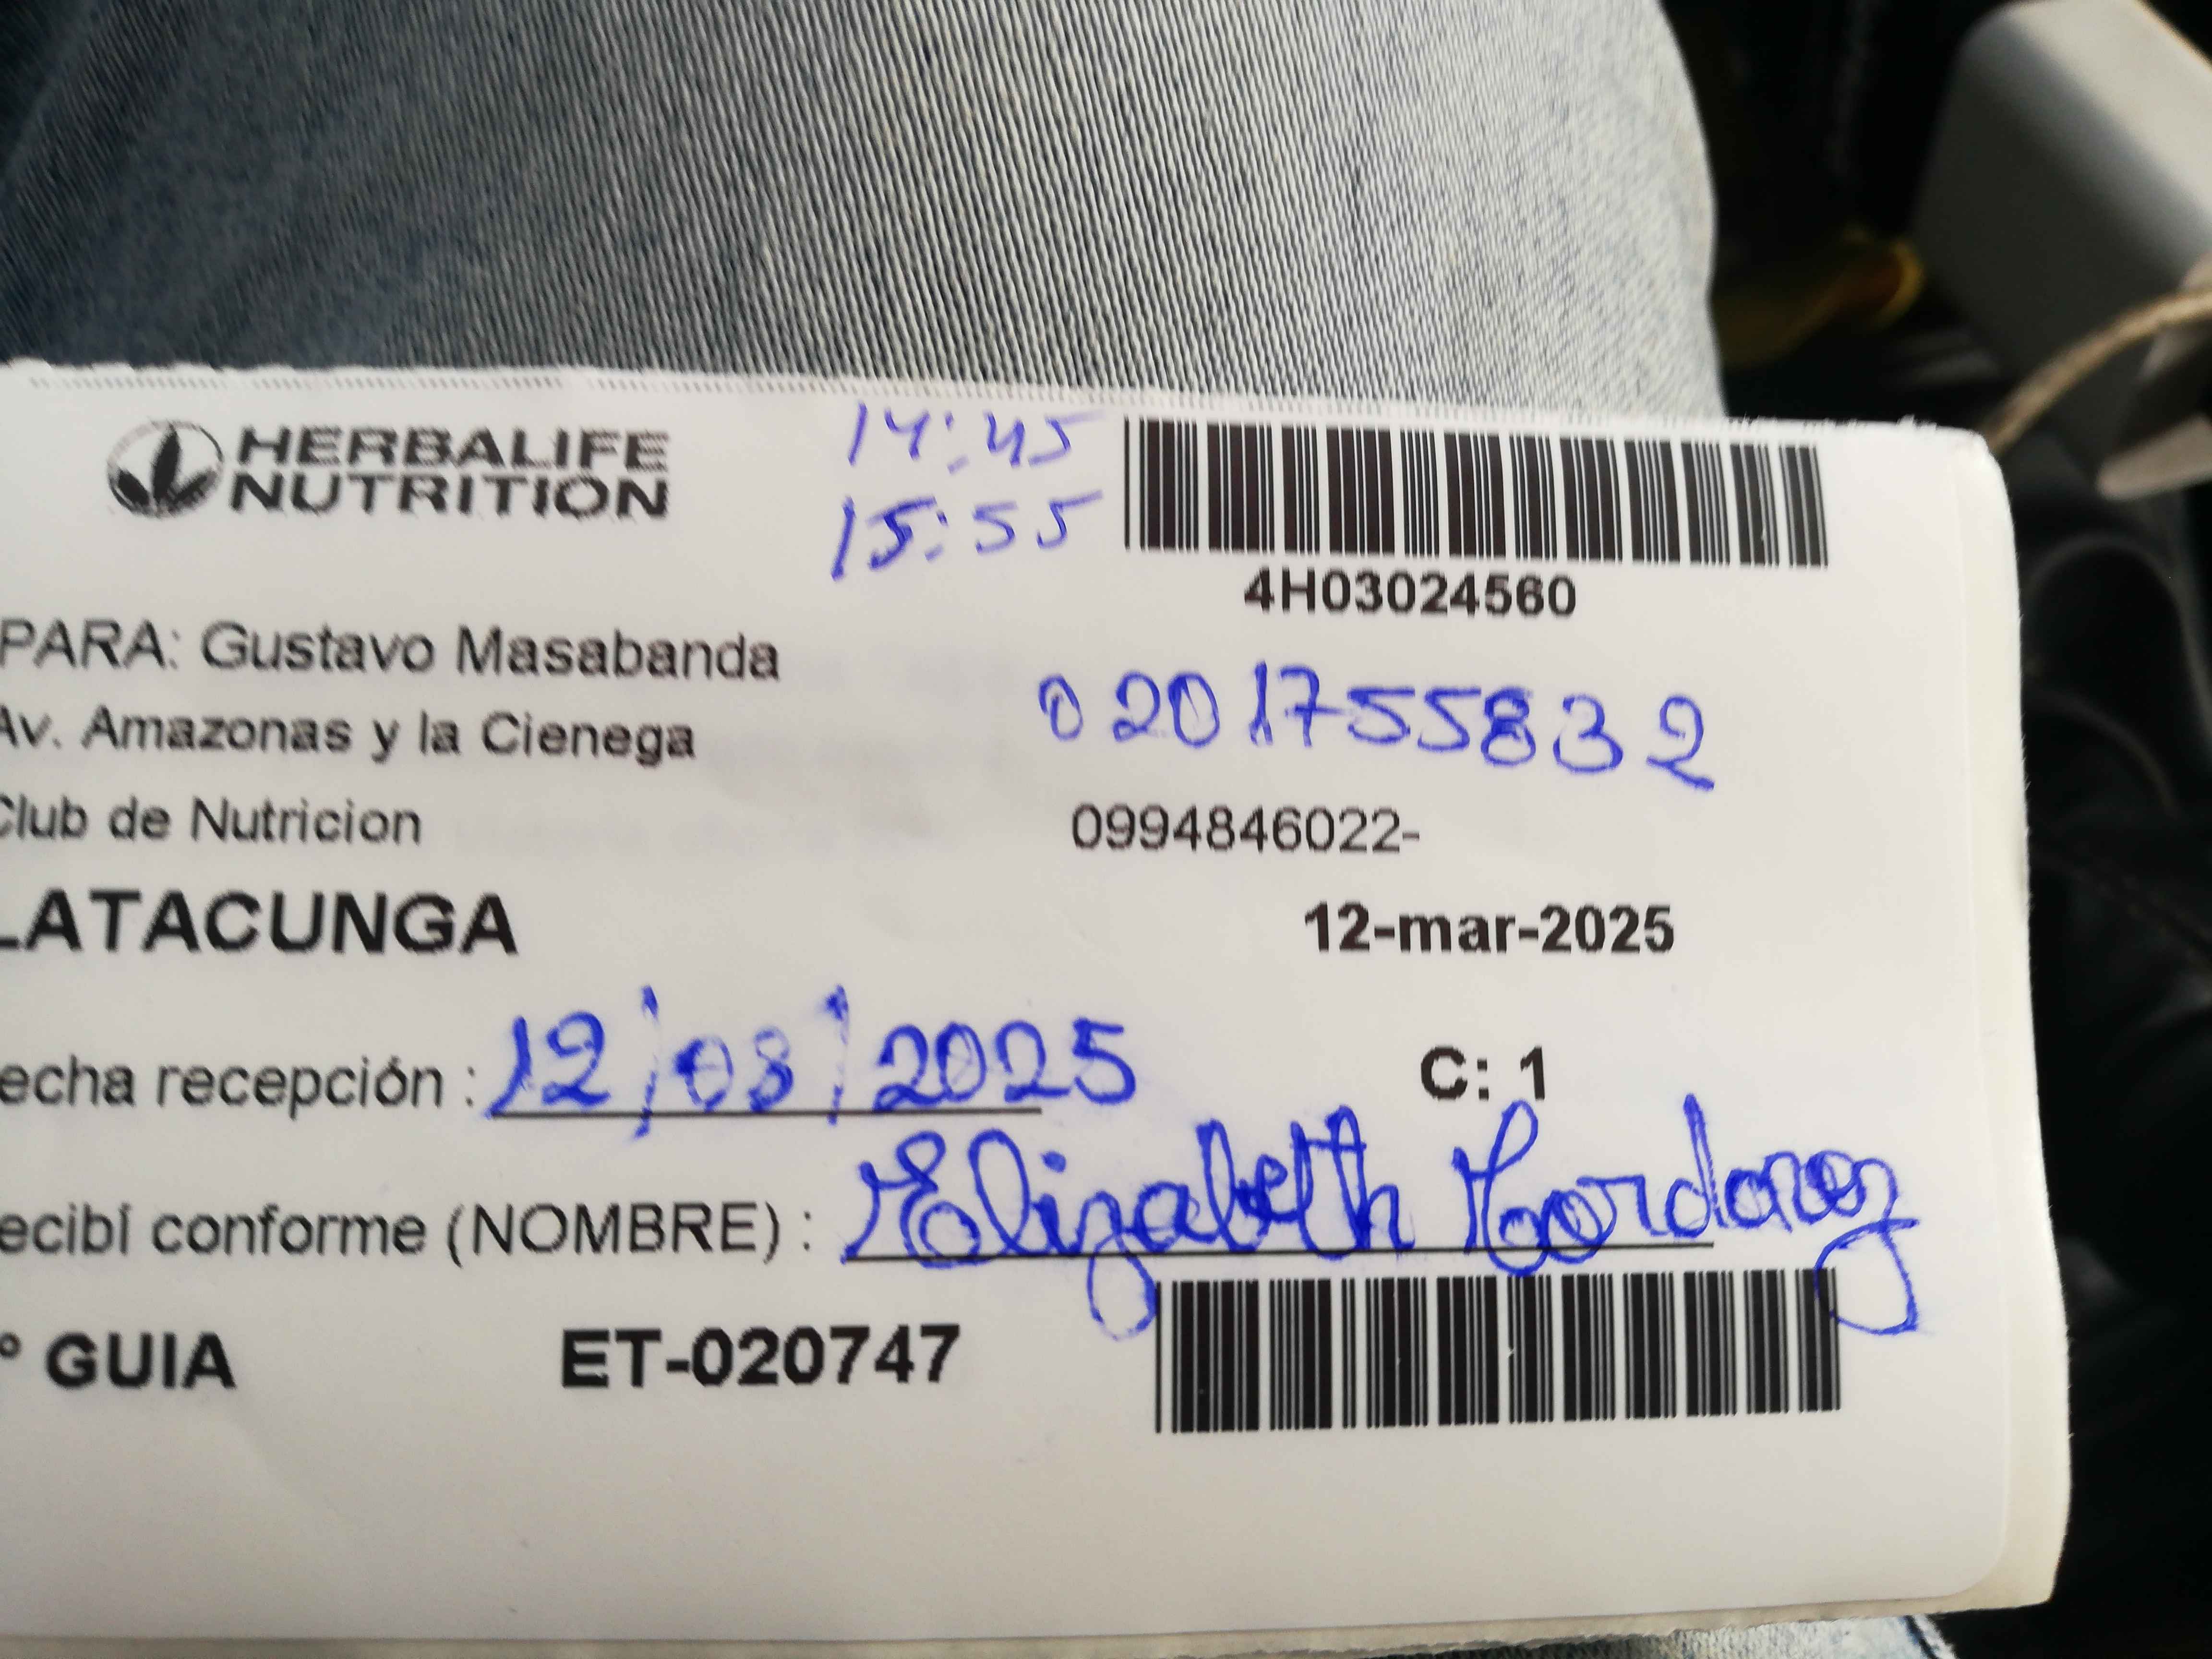 HERBALIFE
NUTRITION
14:45
15:55
4H03024560
PARA: Gustavo Masabanda
0201755832
Av. Amazonas y la Cienega
Club de Nutricion
0994846022-
LATACUNGA
12-mar-2025
echa recepción : 12/03/2025
C: 1
ecibí conforme (NOMBRE) : Elizabeth
° GUIA ET-020747